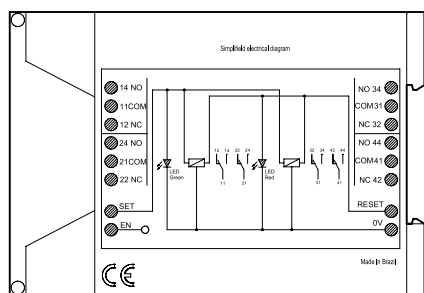 Simplifield electrical diagram
14 NO
11COM
12 NC
24 NO
21COM
22 NC
SET
EN
NO 34
COM31
NC 32
NO 44
COM41
NC 42
RESET
0V
LED
Green
12 14
11
22 24
21
LED
Red
32 34
31
42 44
41
CE
Made in Brazil